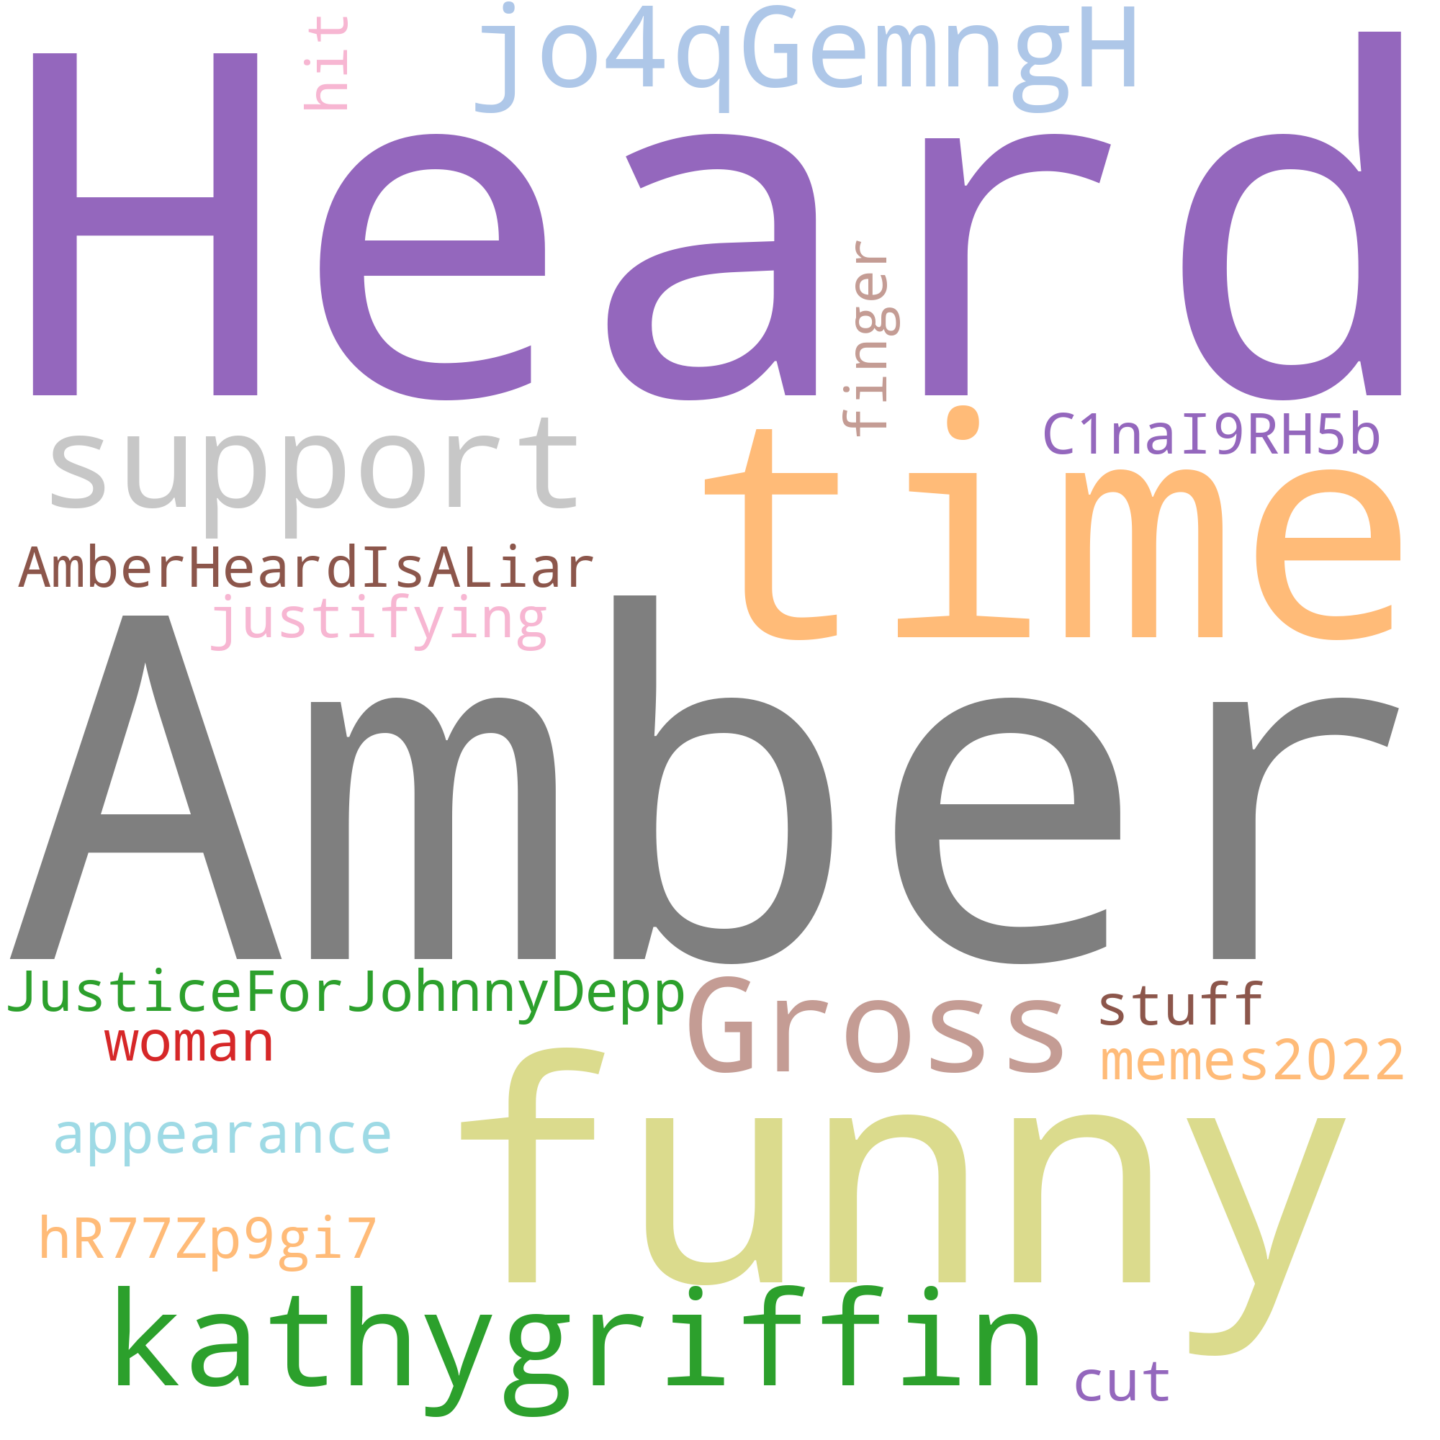 hit
jo4qGemngH
Heard
finger
support
time
C1naI9RH5b
AmberHeardIsALiar
justifying
Amber
JusticeForJohnnyDepp
Gross
stuff
woman
memes2022
funny
appearance
hR77Zp9gi7
kathygriffin
cut